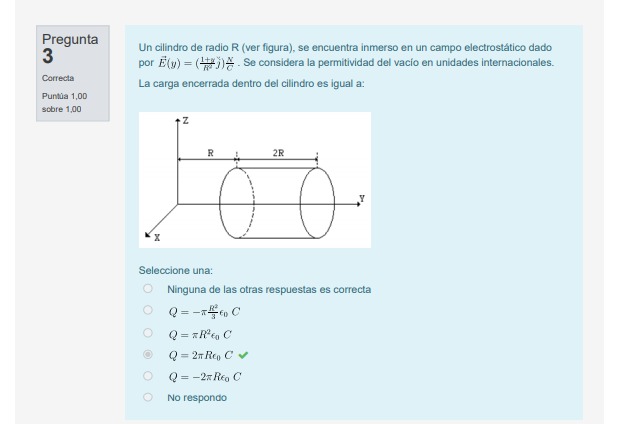 Pregunta
3
Correcta
Puntúa 1,00
sobre 1,00
Un cilindro de radio R (ver figura), se encuentra inmerso en un campo electrostático dado
por $\vec{E}(y) = (\frac{1+y}{R^2}\check{j})\frac{N}{C}$ . Se considera la permitividad del vacío en unidades internacionales.
La carga encerrada dentro del cilindro es igual a:
Z
R 2R
Y
X
Seleccione una:
Ninguna de las otras respuestas es correcta
$Q = -\pi\frac{R^2}{3}\epsilon_0\ C$
$Q = \pi R^2\epsilon_0\ C$
$Q = 2\pi R\epsilon_0\ C$ ✔
$Q = -2\pi R\epsilon_0\ C$
No respondo